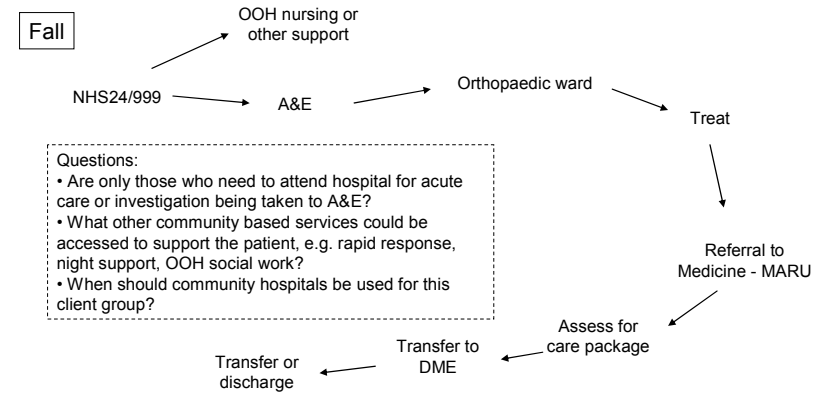 Fall
OOH nursing or
other support
NHS24/999
A&E
Orthopaedic ward
Treat
Questions:
• Are only those who need to attend hospital for acute
care or investigation being taken to A&E?
• What other community based services could be
accessed to support the patient, e.g. rapid response,
night support, OOH social work?
• When should community hospitals be used for this
client group?
Referral to
Medicine - MARU
Assess for
care package
Transfer to
DME
Transfer or
discharge